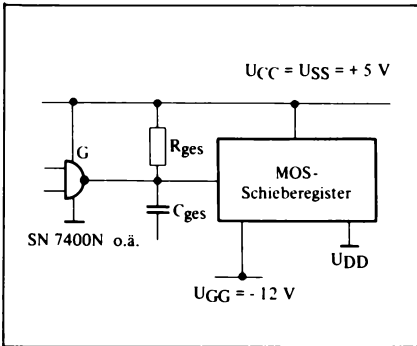 UCC = USS = + 5 V
G
Rges
MOS-
Schieberegister
Cges
SN 7400N o.ä.
UDD
UGG = - 12 V